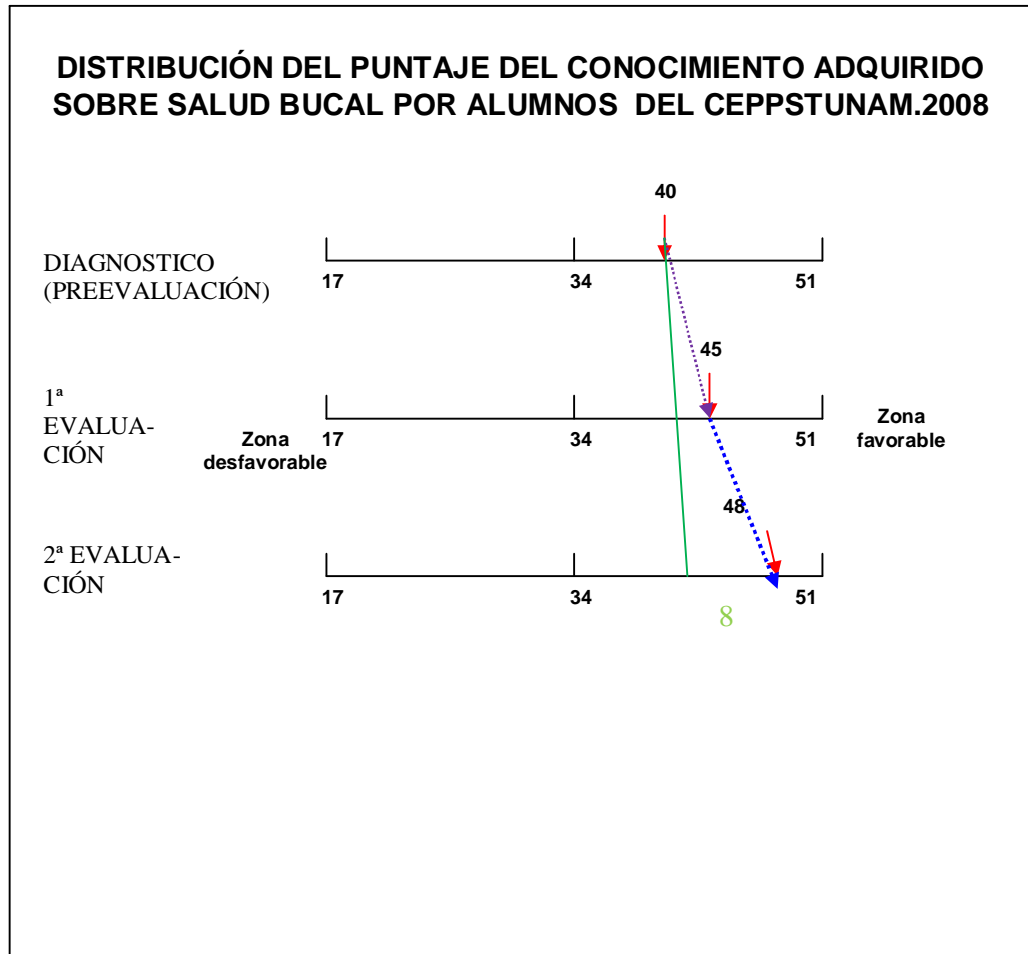 DISTRIBUCIÓN DEL PUNTAJE DEL CONOCIMIENTO ADQUIRIDO
SOBRE SALUD BUCAL POR ALUMNOS DEL CEPPSTUNAM.2008
40
DIAGNOSTICO
(PREEVALUACIÓN)
17 34 51
45
1ª
EVALUA-
CIÓN
Zona
desfavorable
17 34 51
Zona
favorable
48
2ª EVALUA-
CIÓN
17 34 51
8